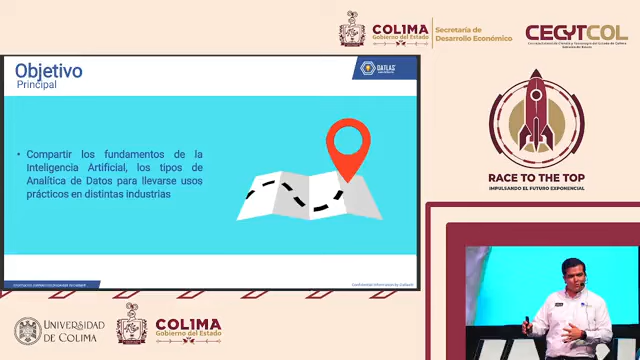 COLIMA
Gobierno del Estado
Secretaría de
Desarrollo Económico
CECYTCOL
Objetivo
Principal
DATLAS
• Compartir los fundamentos de la
Inteligencia Artificial, los tipos de
Analítica de Datos para llevarse usos
prácticos en distintas industrias
RACE TO THE TOP
IMPULSANDO EL FUTURO EXPONENCIAL
UNIVERSIDAD
DE COLIMA
COLIMA
Gobierno del Estado